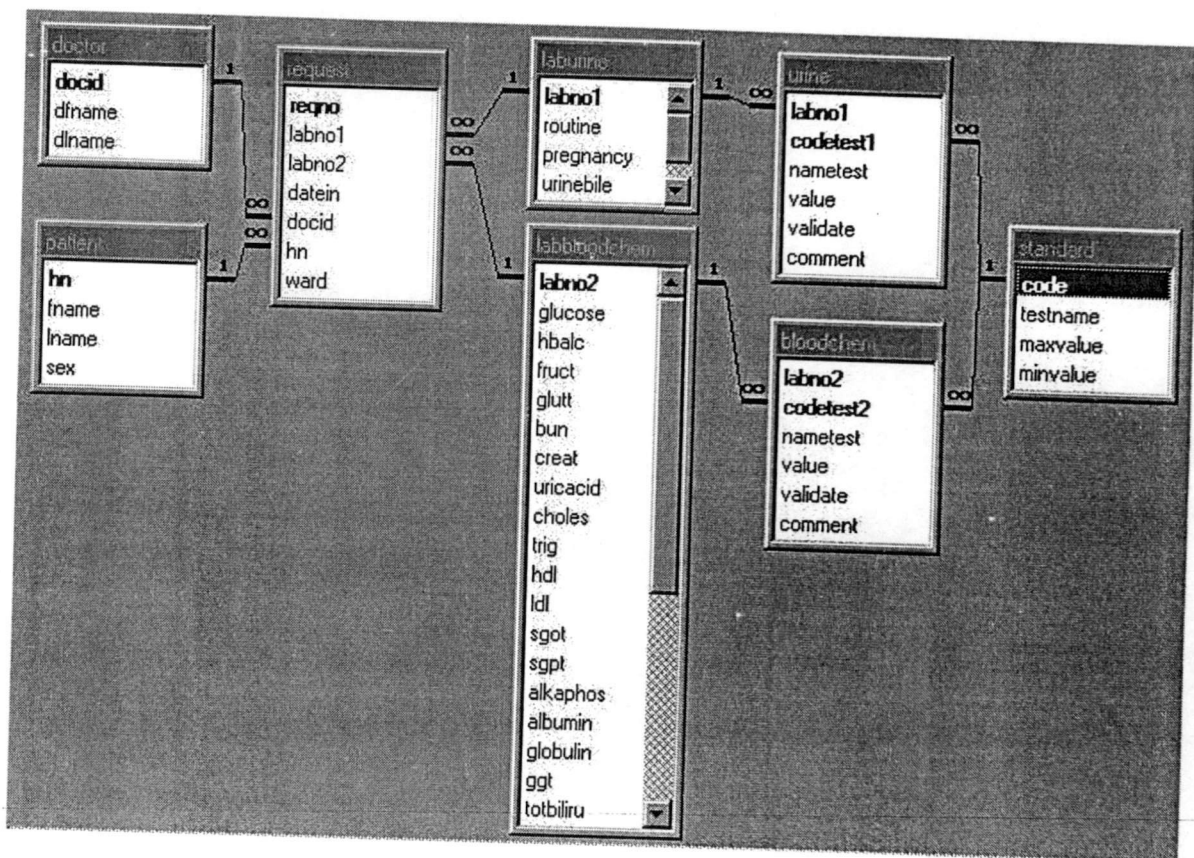 doctor
docid
dfname
dlname
patient
hn
fname
lname
sex
request
reqno
labno1
labno2
datein
docid
hn
ward
laburine
labno1
routine
pregnancy
urinebile
labbloodchem
labno2
glucose
hbalc
fruct
glutt
bun
creat
uricacid
choles
trig
hdl
ldl
sgot
sgpt
alkaphos
albumin
globulin
ggt
totbiliru
urine
labno1
codetest1
nametest
value
validate
comment
bloodchem
labno2
codetest2
nametest
value
validate
comment
standard
code
testname
maxvalue
minvalue
1
∞
1
∞
∞
1
∞
1
1
∞
1
∞
∞
1
∞